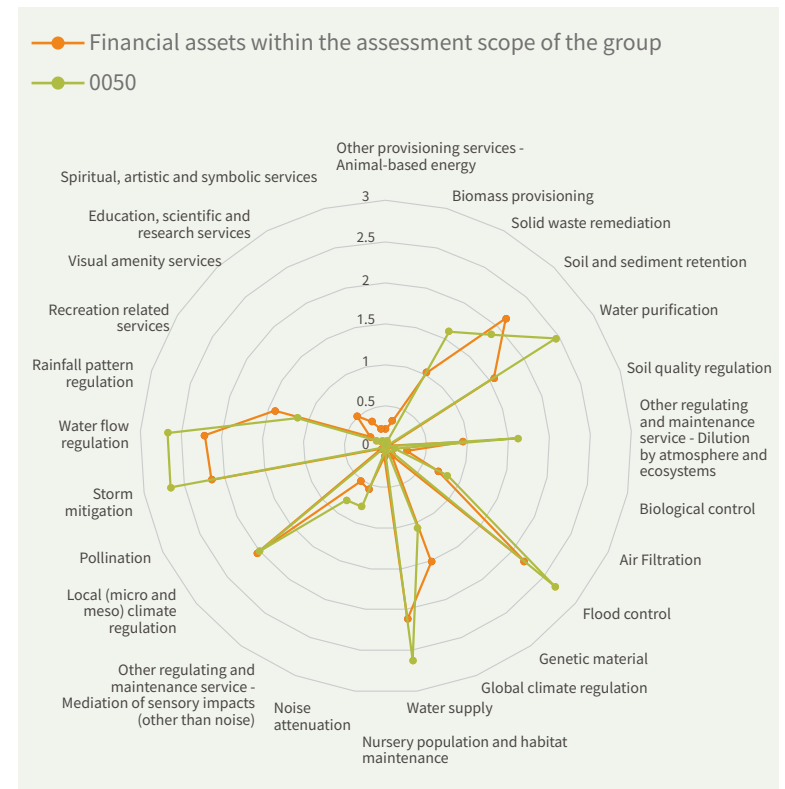 Financial assets within the assessment scope of the group
0050
Other provisioning services -
Animal-based energy
Biomass provisioning
Solid waste remediation
Soil and sediment retention
Water purification
Soil quality regulation
Other regulating
and maintenance
service - Dilution
by atmosphere and
ecosystems
Biological control
Air Filtration
Flood control
Genetic material
Global climate regulation
Water supply
Nursery population and habitat
maintenance
Noise
attenuation
Other regulating and
maintenance service -
Mediation of sensory impacts
(other than noise)
Local (micro and
meso) climate
regulation
Pollination
Storm
mitigation
Water flow
regulation
Rainfall pattern
regulation
Recreation related
services
Visual amenity services
Education, scientific and
research services
Spiritual, artistic and symbolic services
3
2.5
2
1.5
1
0.5
0